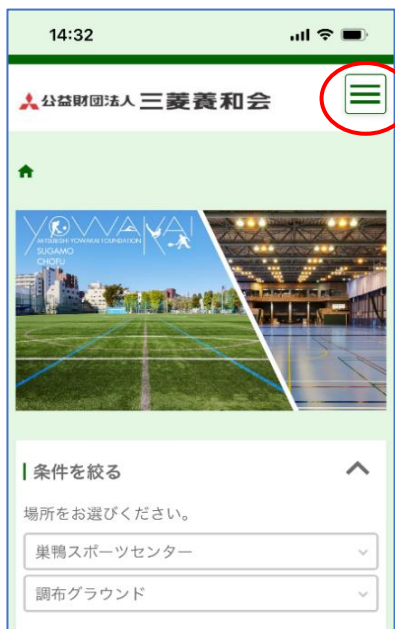 14:32
公益財団法人 三菱養和会
YOWAKAI
MITSUBISHI YOWAKAI FOUNDATION
SUGAMO
CHOFU
条件を絞る
場所をお選びください。
巣鴨スポーツセンター
調布グラウンド